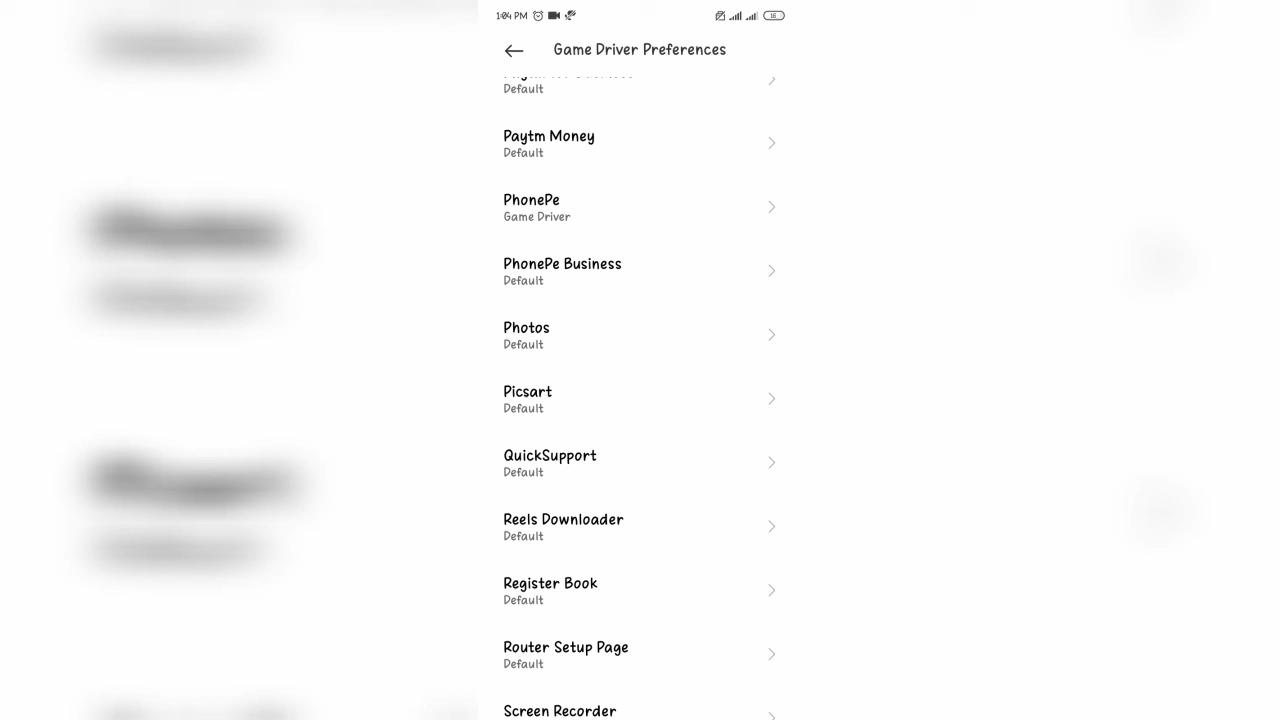 1:04 PM
16
Game Driver Preferences
Default
Paytm Money
Default
PhonePe
Game Driver
PhonePe Business
Default
Photos
Default
Picsart
Default
QuickSupport
Default
Reels Downloader
Default
Register Book
Default
Router Setup Page
Default
Screen Recorder